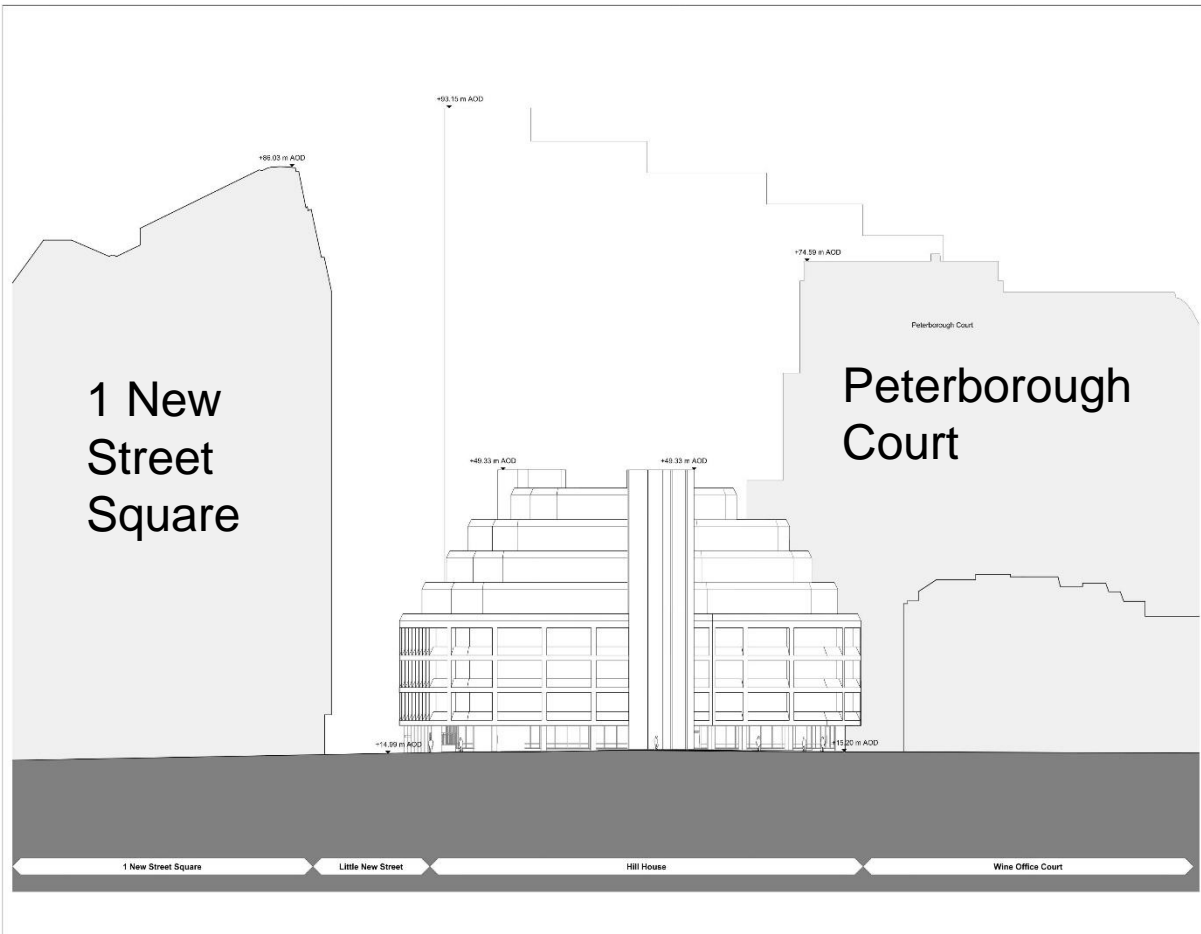 +93.15 m AOD
+86.03 m AOD
+74.59 m AOD
Peterborough Court
1 New
Street
Square
Peterborough
Court
+49.33 m AOD
+49.33 m AOD
+14.99 m AOD
+15.20 m AOD
1 New Street Square
Little New Street
Hill House
Wine Office Court